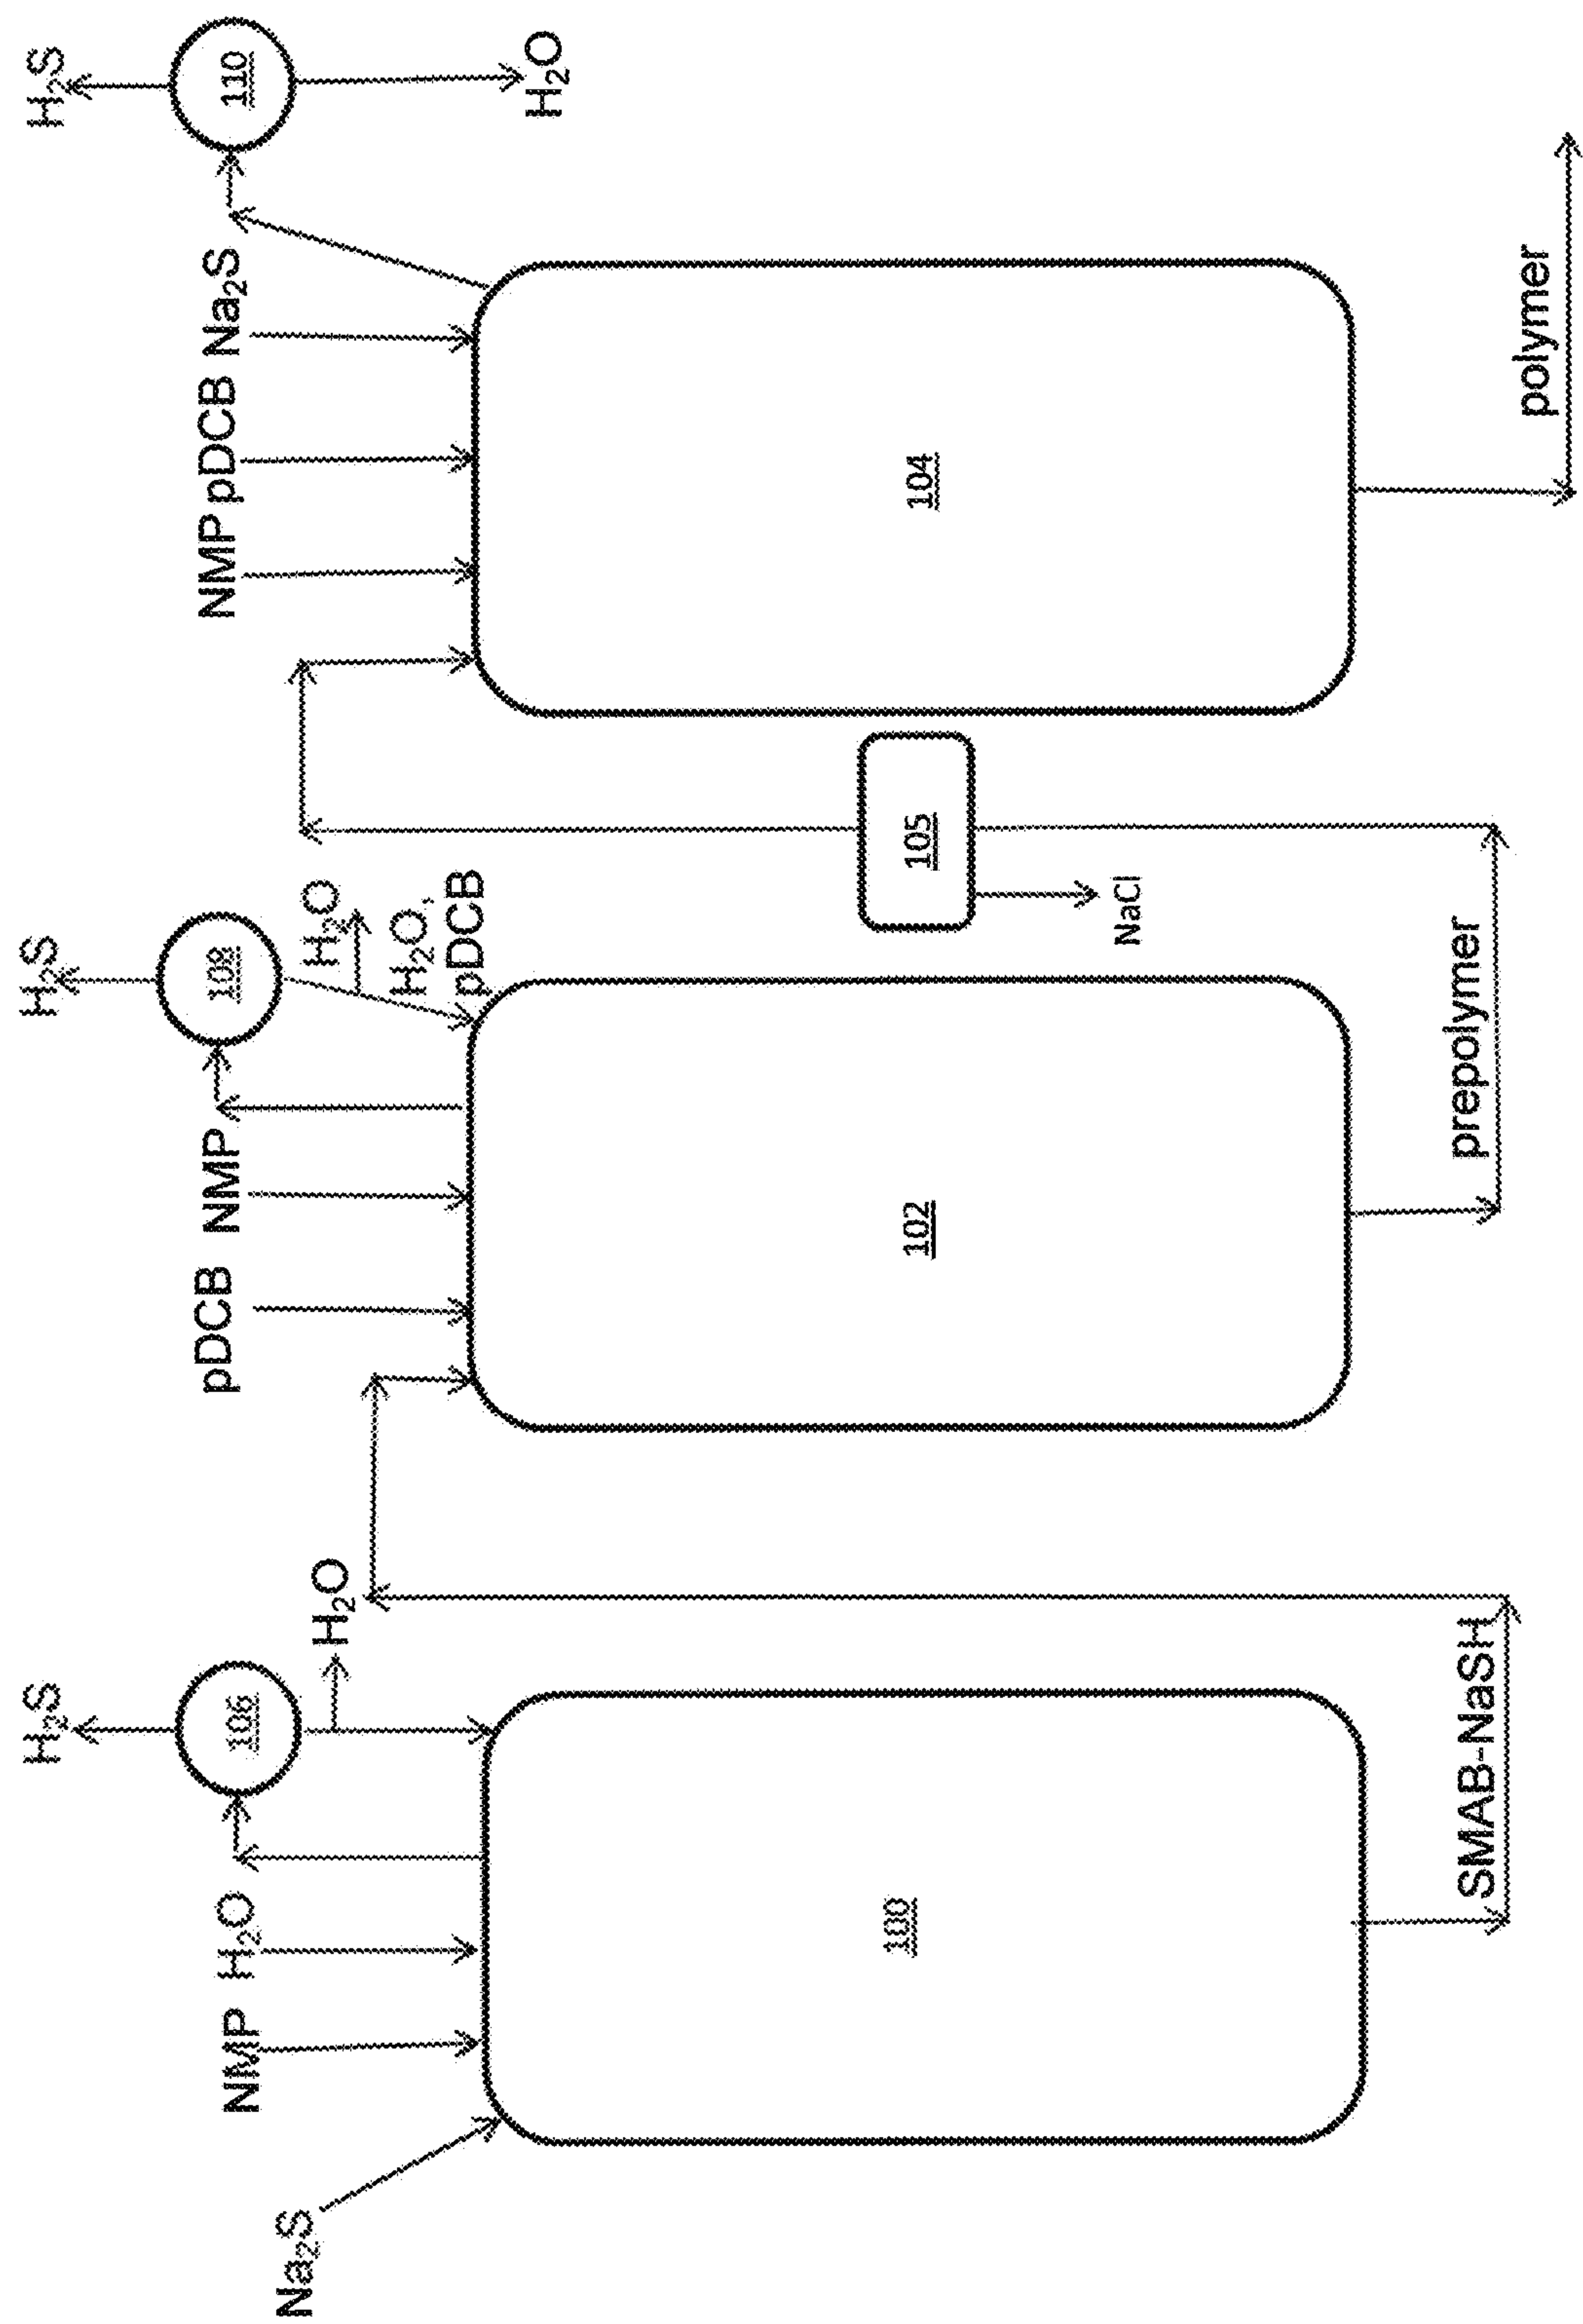 Na₂S
NMP
H₂O
106
H₂S
H₂O
100
SMAB-NaSH
pDCB
NMP
108
H₂S
H₂O
H₂O,
pDCB
102
prepolymer
105
NaCl
NMP
pDCB
Na₂S
110
H₂S
H₂O
104
polymer